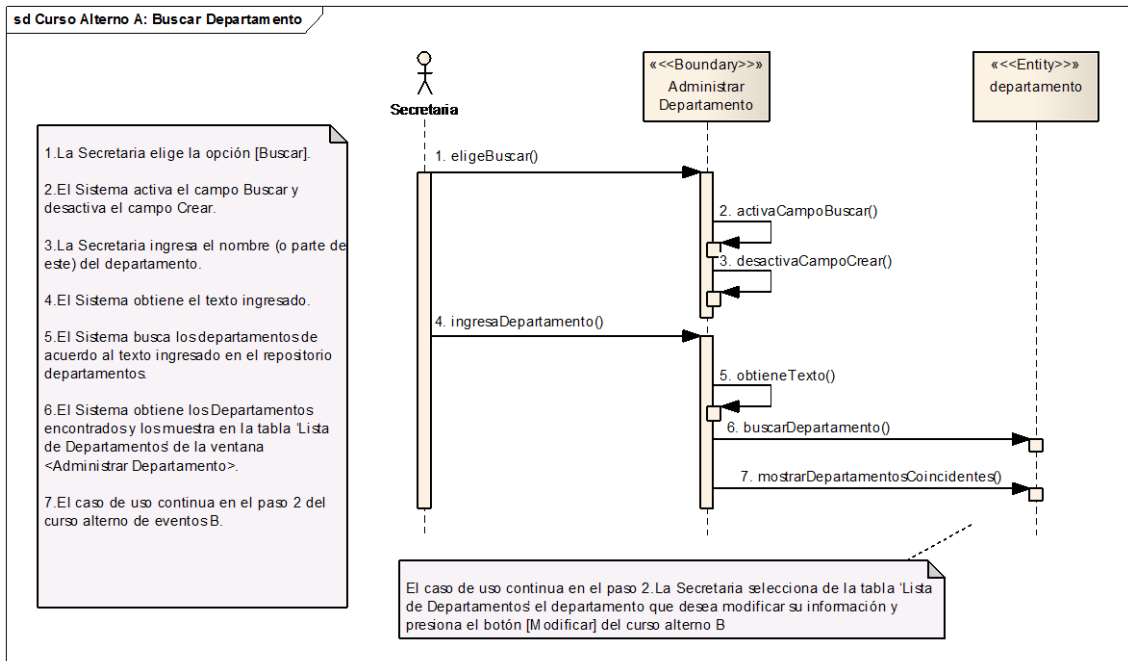 sd Curso Alterno A: Buscar Departamento
Secretaria
«<<Boundary>>»
Administrar
Departamento
«<<Entity>>»
departamento
1.La Secretaria elige la opción [Buscar].
2.El Sistema activa el campo Buscar y
desactiva el campo Crear.
3.La Secretaria ingresa el nombre (o parte de
este) del departamento.
4.El Sistema obtiene el texto ingresado.
5.El Sistema busca los departamentos de
acuerdo al texto ingresado en el repositorio
departamentos.
6.El Sistema obtiene los Departamentos
encontrados y los muestra en la tabla ‘Lista
de Departamentos’ de la ventana
<Administrar Departamento>.
7.El caso de uso continua en el paso 2 del
curso alterno de eventos B.
1. eligeBuscar()
2. activaCampoBuscar()
3. desactivaCampoCrear()
4. ingresaDepartamento()
5. obtieneTexto()
6. buscarDepartamento()
7. mostrarDepartamentosCoincidentes()
El caso de uso continua en el paso 2.La Secretaria selecciona de la tabla ‘Lista
de Departamentos’ el departamento que desea modificar su información y
presiona el botón [Modificar] del curso alterno B